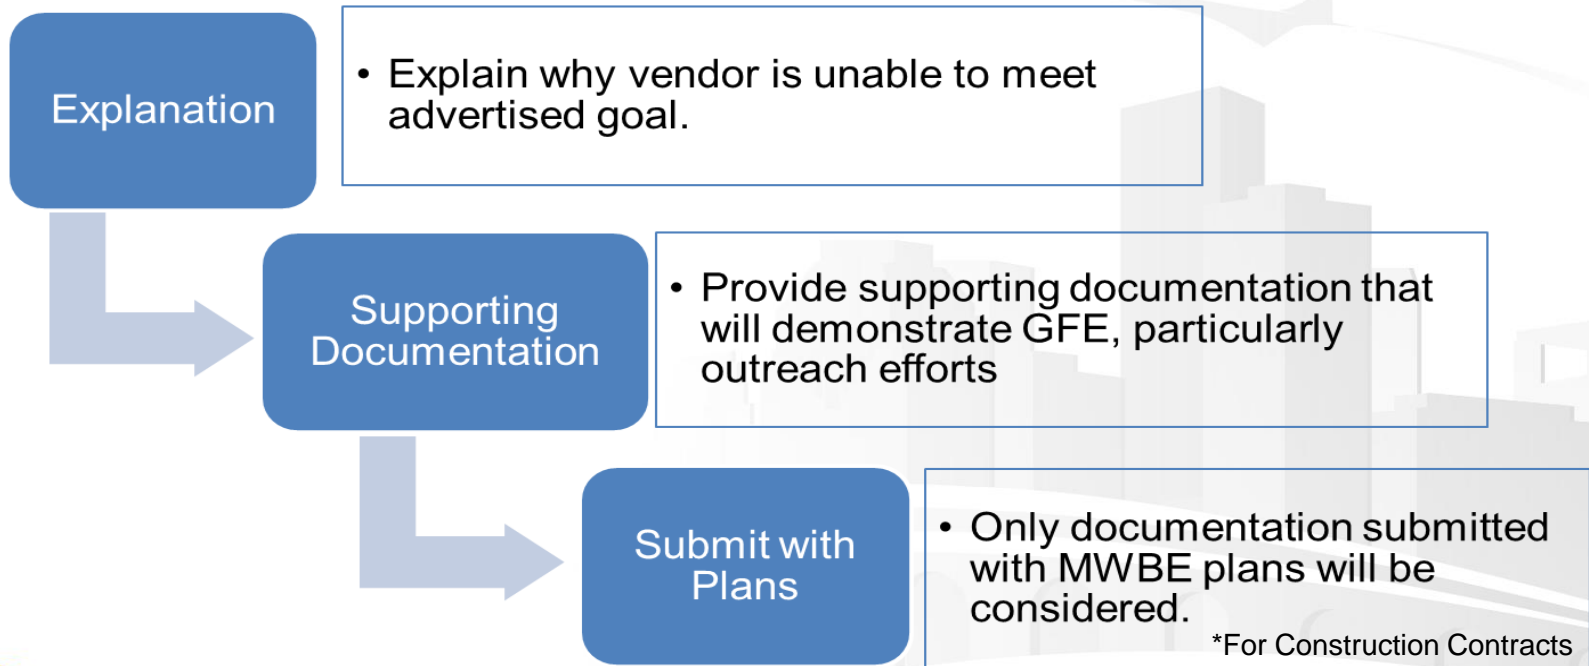 Explanation
• Explain why vendor is unable to meet
advertised goal.
Supporting
Documentation
• Provide supporting documentation that
will demonstrate GFE, particularly
outreach efforts
Submit with
Plans
• Only documentation submitted
with MWBE plans will be
considered.
*For Construction Contracts